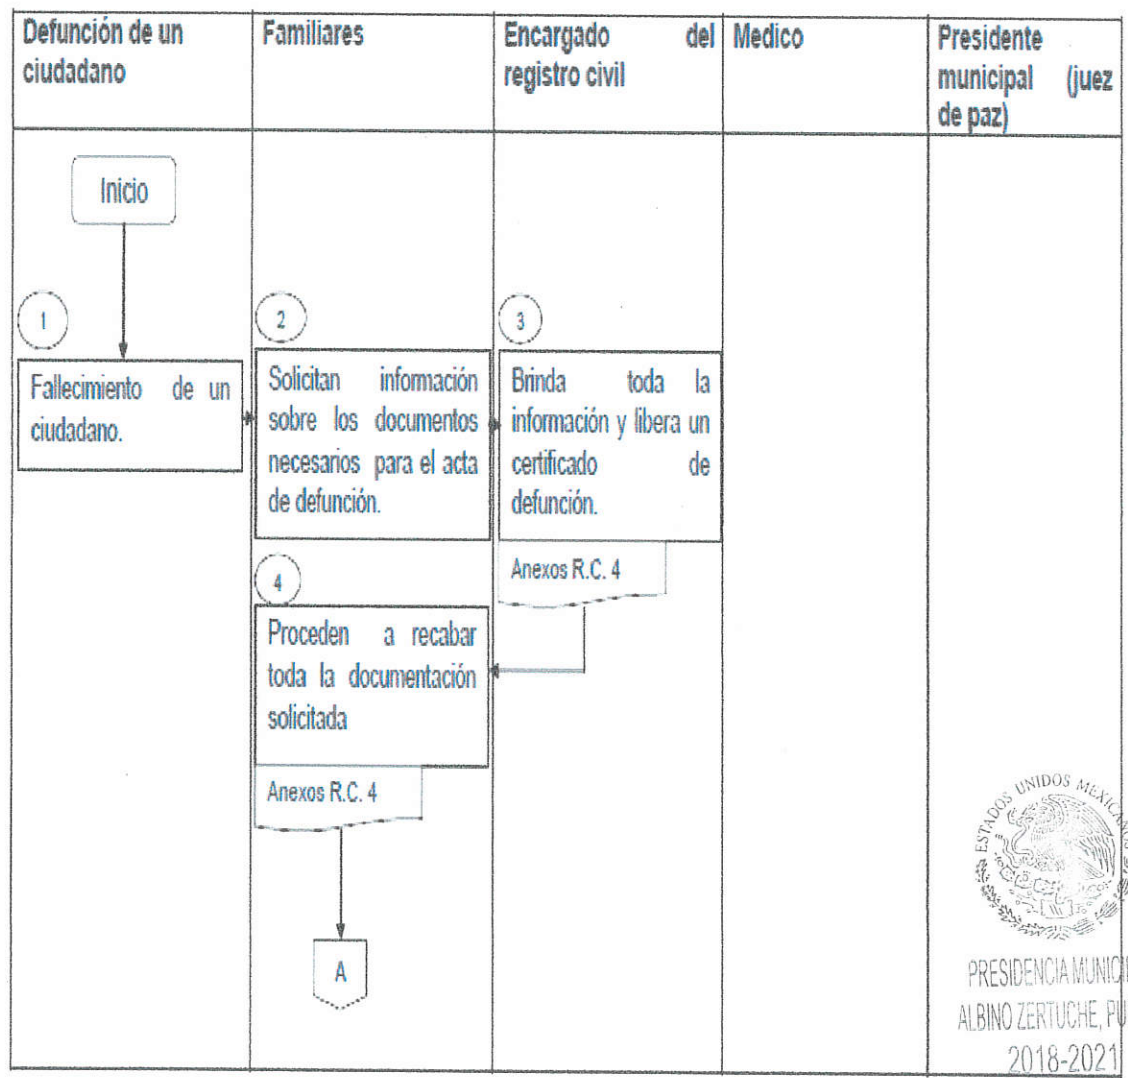 Defunción de un
ciudadano
Familiares
Encargado del
registro civil
Medico
Presidente
municipal (juez
de paz)
Inicio
1
Fallecimiento de un
ciudadano.
2
Solicitan información
sobre los documentos
necesarios para el acta
de defunción.
3
Brinda toda la
información y libera un
certificado de
defunción.
Anexos R.C. 4
4
Proceden a recabar
toda la documentación
solicitada
Anexos R.C. 4
A
ESTADOS UNIDOS MEXICANOS
PRESIDENCIA MUNICI
ALBINO ZERTUCHE, PU
2018-2021